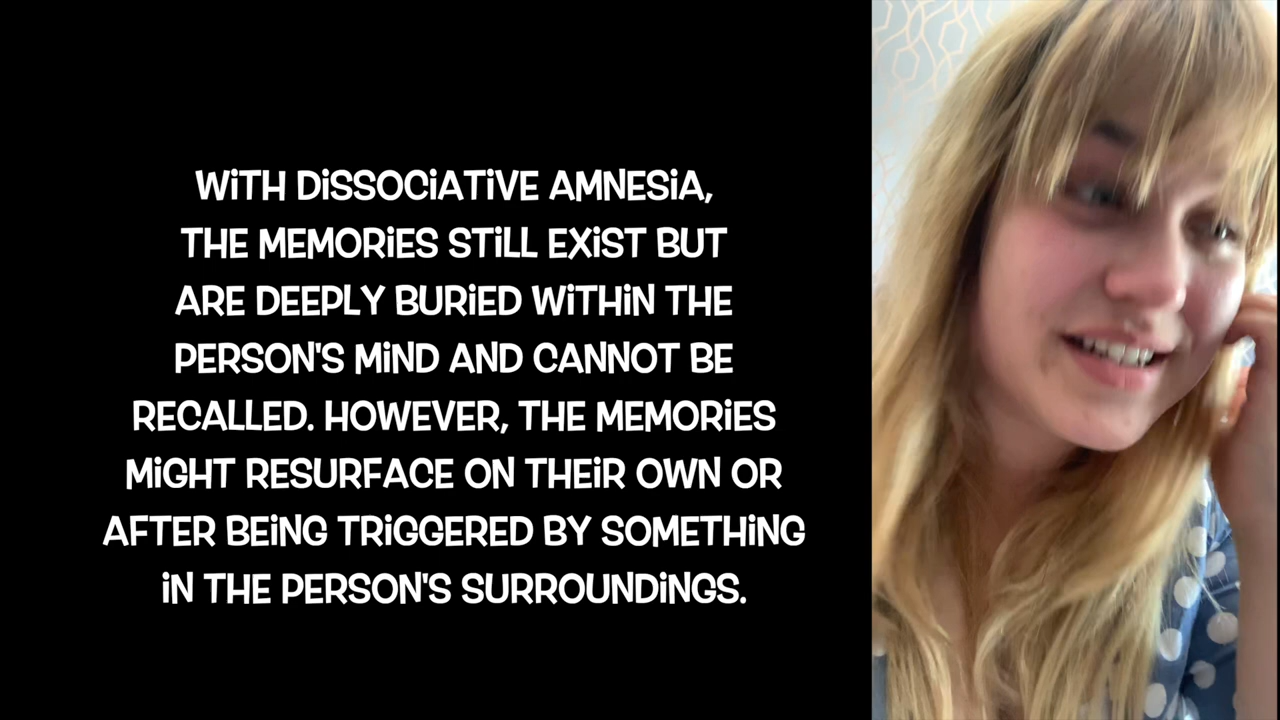 WITH DISSOCIATIVE AMNESIA,
THE MEMORIES STILL EXIST BUT
ARE DEEPLY BURIED WITHIN THE
PERSON'S MIND AND CANNOT BE
RECALLED. HOWEVER, THE MEMORIES
MIGHT RESURFACE ON THEIR OWN OR
AFTER BEING TRIGGERED BY SOMETHING
IN THE PERSON'S SURROUNDINGS.